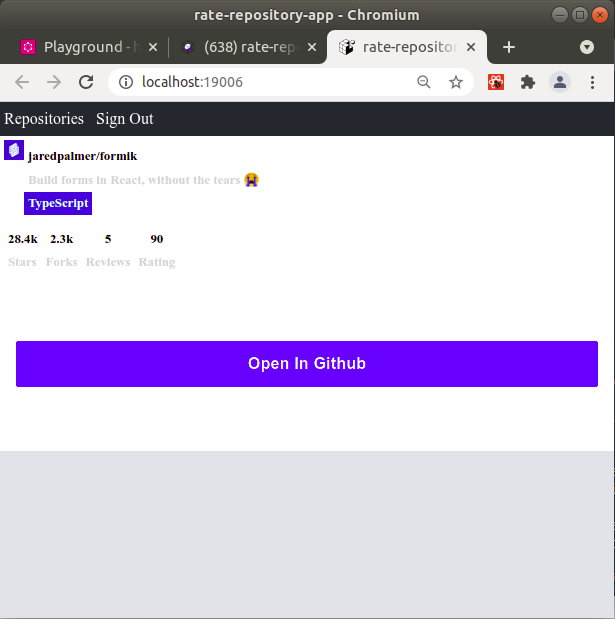 rate-repository-app - Chromium
Playground - h
(638) rate-rep
rate-repositor
localhost:19006
Repositories Sign Out
jaredpalmer/formik
Build forms in React, without the tears 😭
TypeScript
28.4k 2.3k 5 90
Stars Forks Reviews Rating
Open In Github